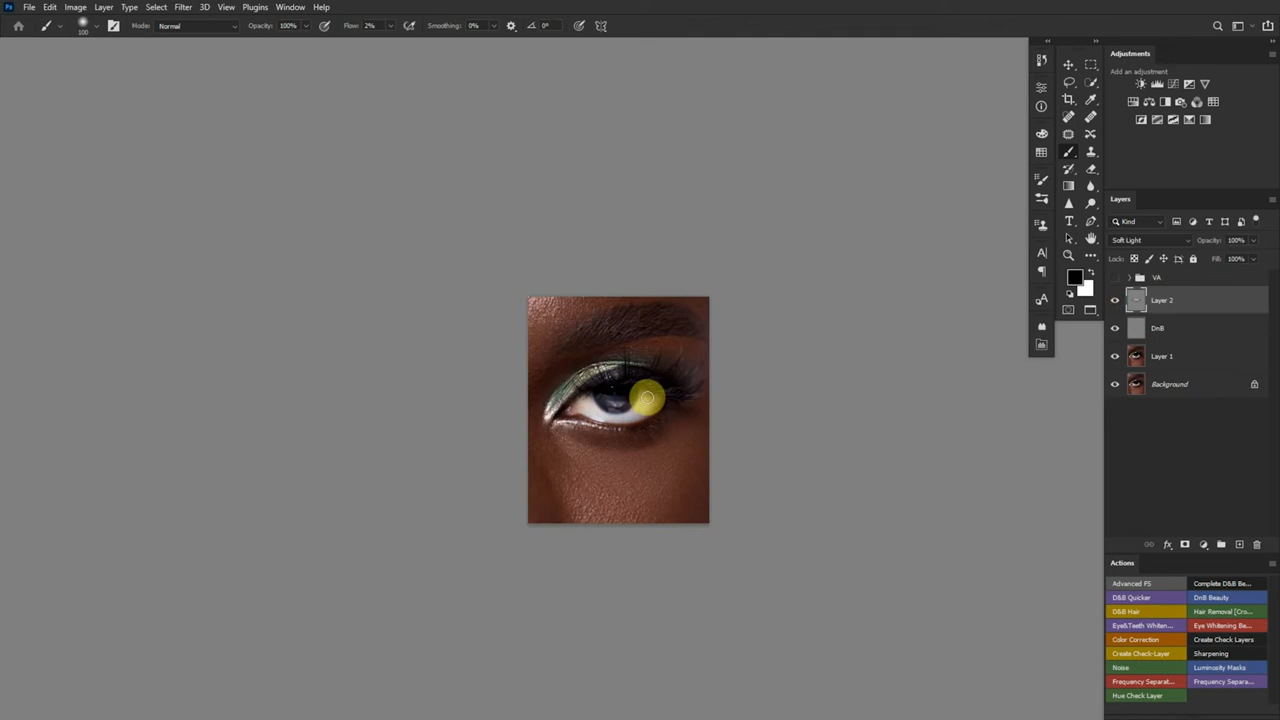 Ps File Edit Image Layer Type Select Filter 3D View Plugins Window Help
100 Mode: Normal Opacity: 100% Flow: 2% Smoothing: 0% 0°
Adjustments
Add an adjustment
Layers
Kind
Soft Light Opacity: 100%
Lock: Fill: 100%
VA
Layer 2
DnB
Layer 1
Background
Actions
Advanced PS Complete D&B Be...
D&B Quicker DnB Beauty
D&B Hair Hair Removal [Cro...
Eye&Teeth Whiten... Eye Whitening Be...
Color Correction Create Check Layers
Create Check-Layer Sharpening
Noise Luminosity Masks
Frequency Separat... Frequency Separa...
Hue Check Layer